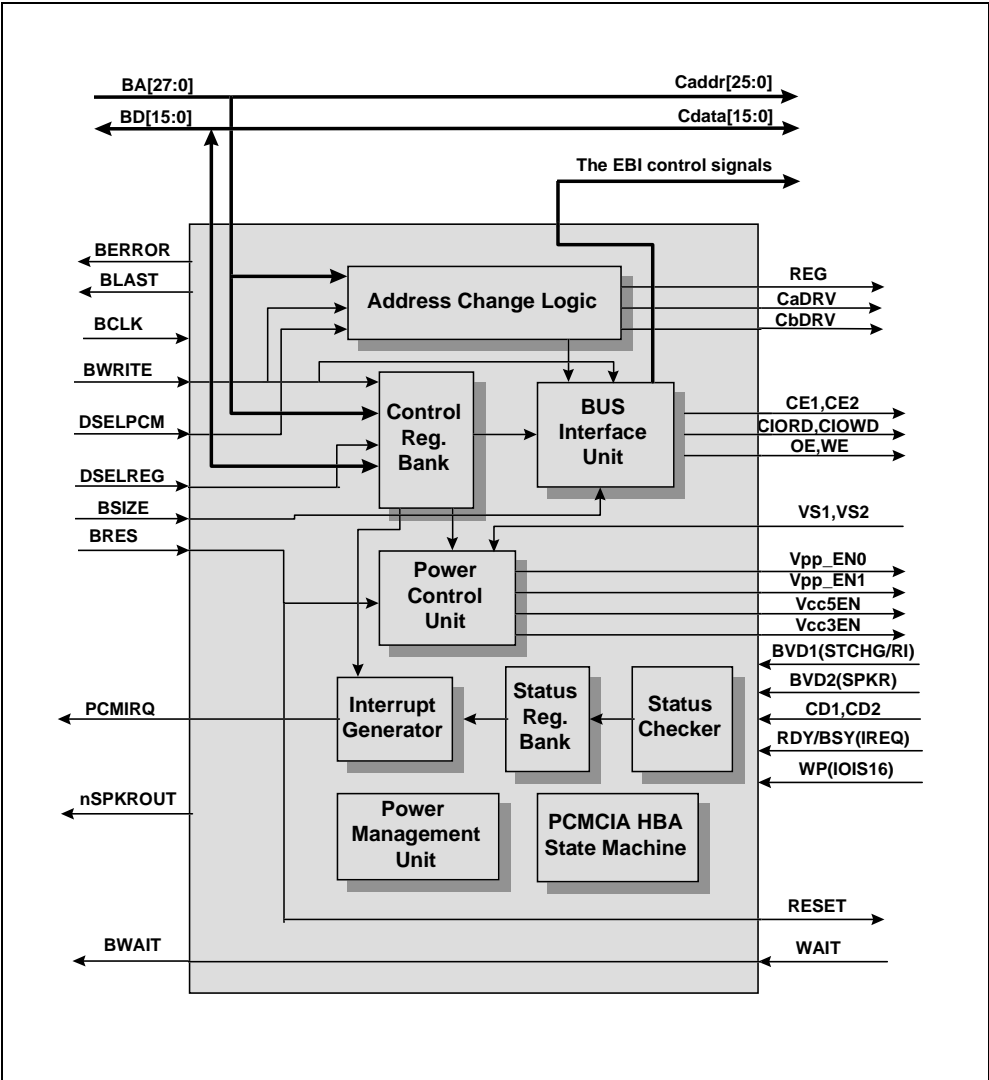 BA[27:0] Caddr[25:0]
BD[15:0] Cdata[15:0]
The EBI control signals
BERROR
BLAST
BCLK
BWRITE
DSELPCM
DSELREG
BSIZE
BRES
PCMIRQ
nSPKROUT
BWAIT
Address Change Logic
Control
Reg.
Bank
BUS
Interface
Unit
Power
Control
Unit
Interrupt
Generator
Status
Reg.
Bank
Status
Checker
Power
Management
Unit
PCMCIA HBA
State Machine
REG
CaDRV
CbDRV
CE1,CE2
CIORD,CIOWD
OE,WE
VS1,VS2
Vpp_EN0
Vpp_EN1
Vcc5EN
Vcc3EN
BVD1(STCHG/RI)
BVD2(SPKR)
CD1,CD2
RDY/BSY(IREQ)
WP(IOIS16)
RESET
WAIT